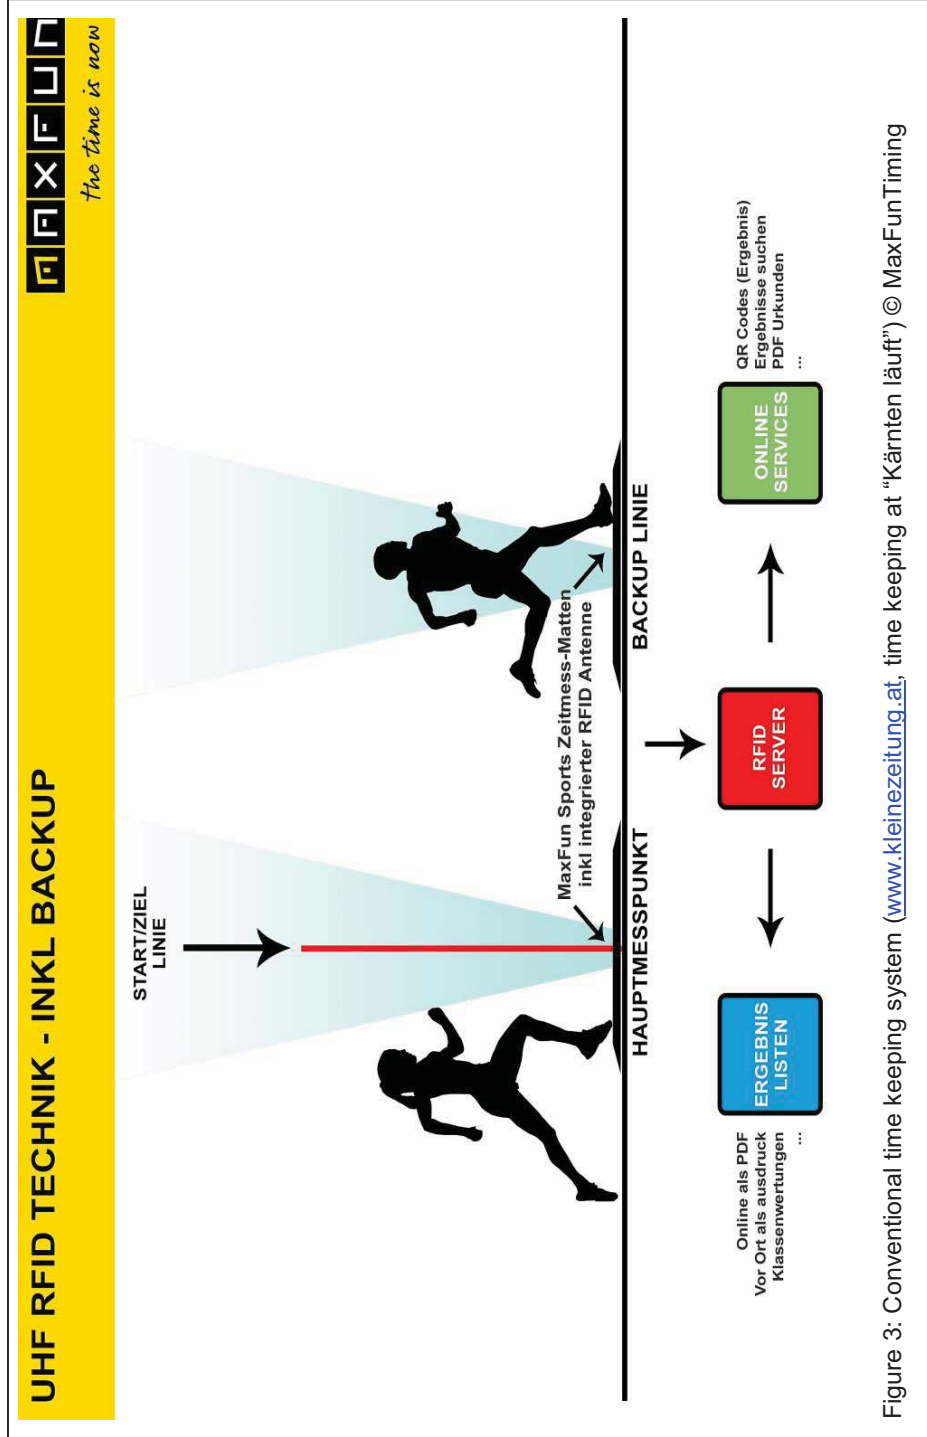 UHF RFID TECHNIK - INKL BACKUP
MAXFUN
the time is now
START/ZIEL
LINIE
MaxFun Sports Zeitmess-Matten
inkl integrierter RFID Antenne
HAUPTMESSPUNKT
BACKUP LINIE
Online als PDF
Vor Ort als ausdruck
Klassenwertungen
...
ERGEBNIS
LISTEN
RFID
SERVER
ONLINE
SERVICES
QR Codes (Ergebnis)
Ergebnisse suchen
PDF Urkunden
...
Figure 3: Conventional time keeping system (www.kleinezeitung.at, time keeping at “Kärnten läuft”) © MaxFunTiming